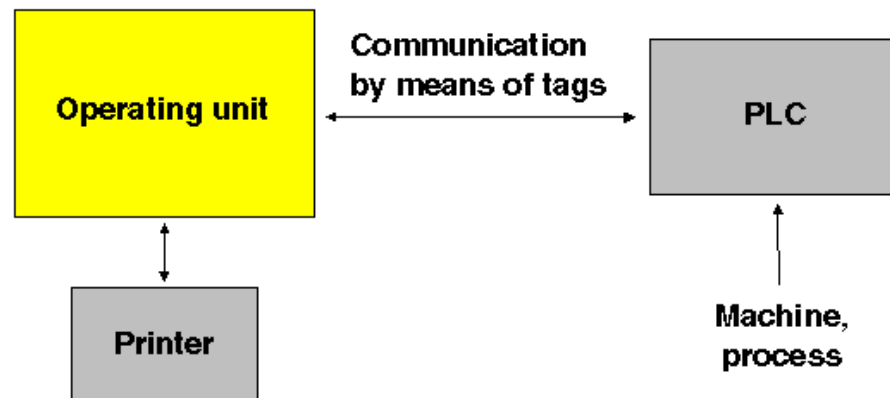 Communication
by means of tags
Operating unit
PLC
Printer
Machine,
process